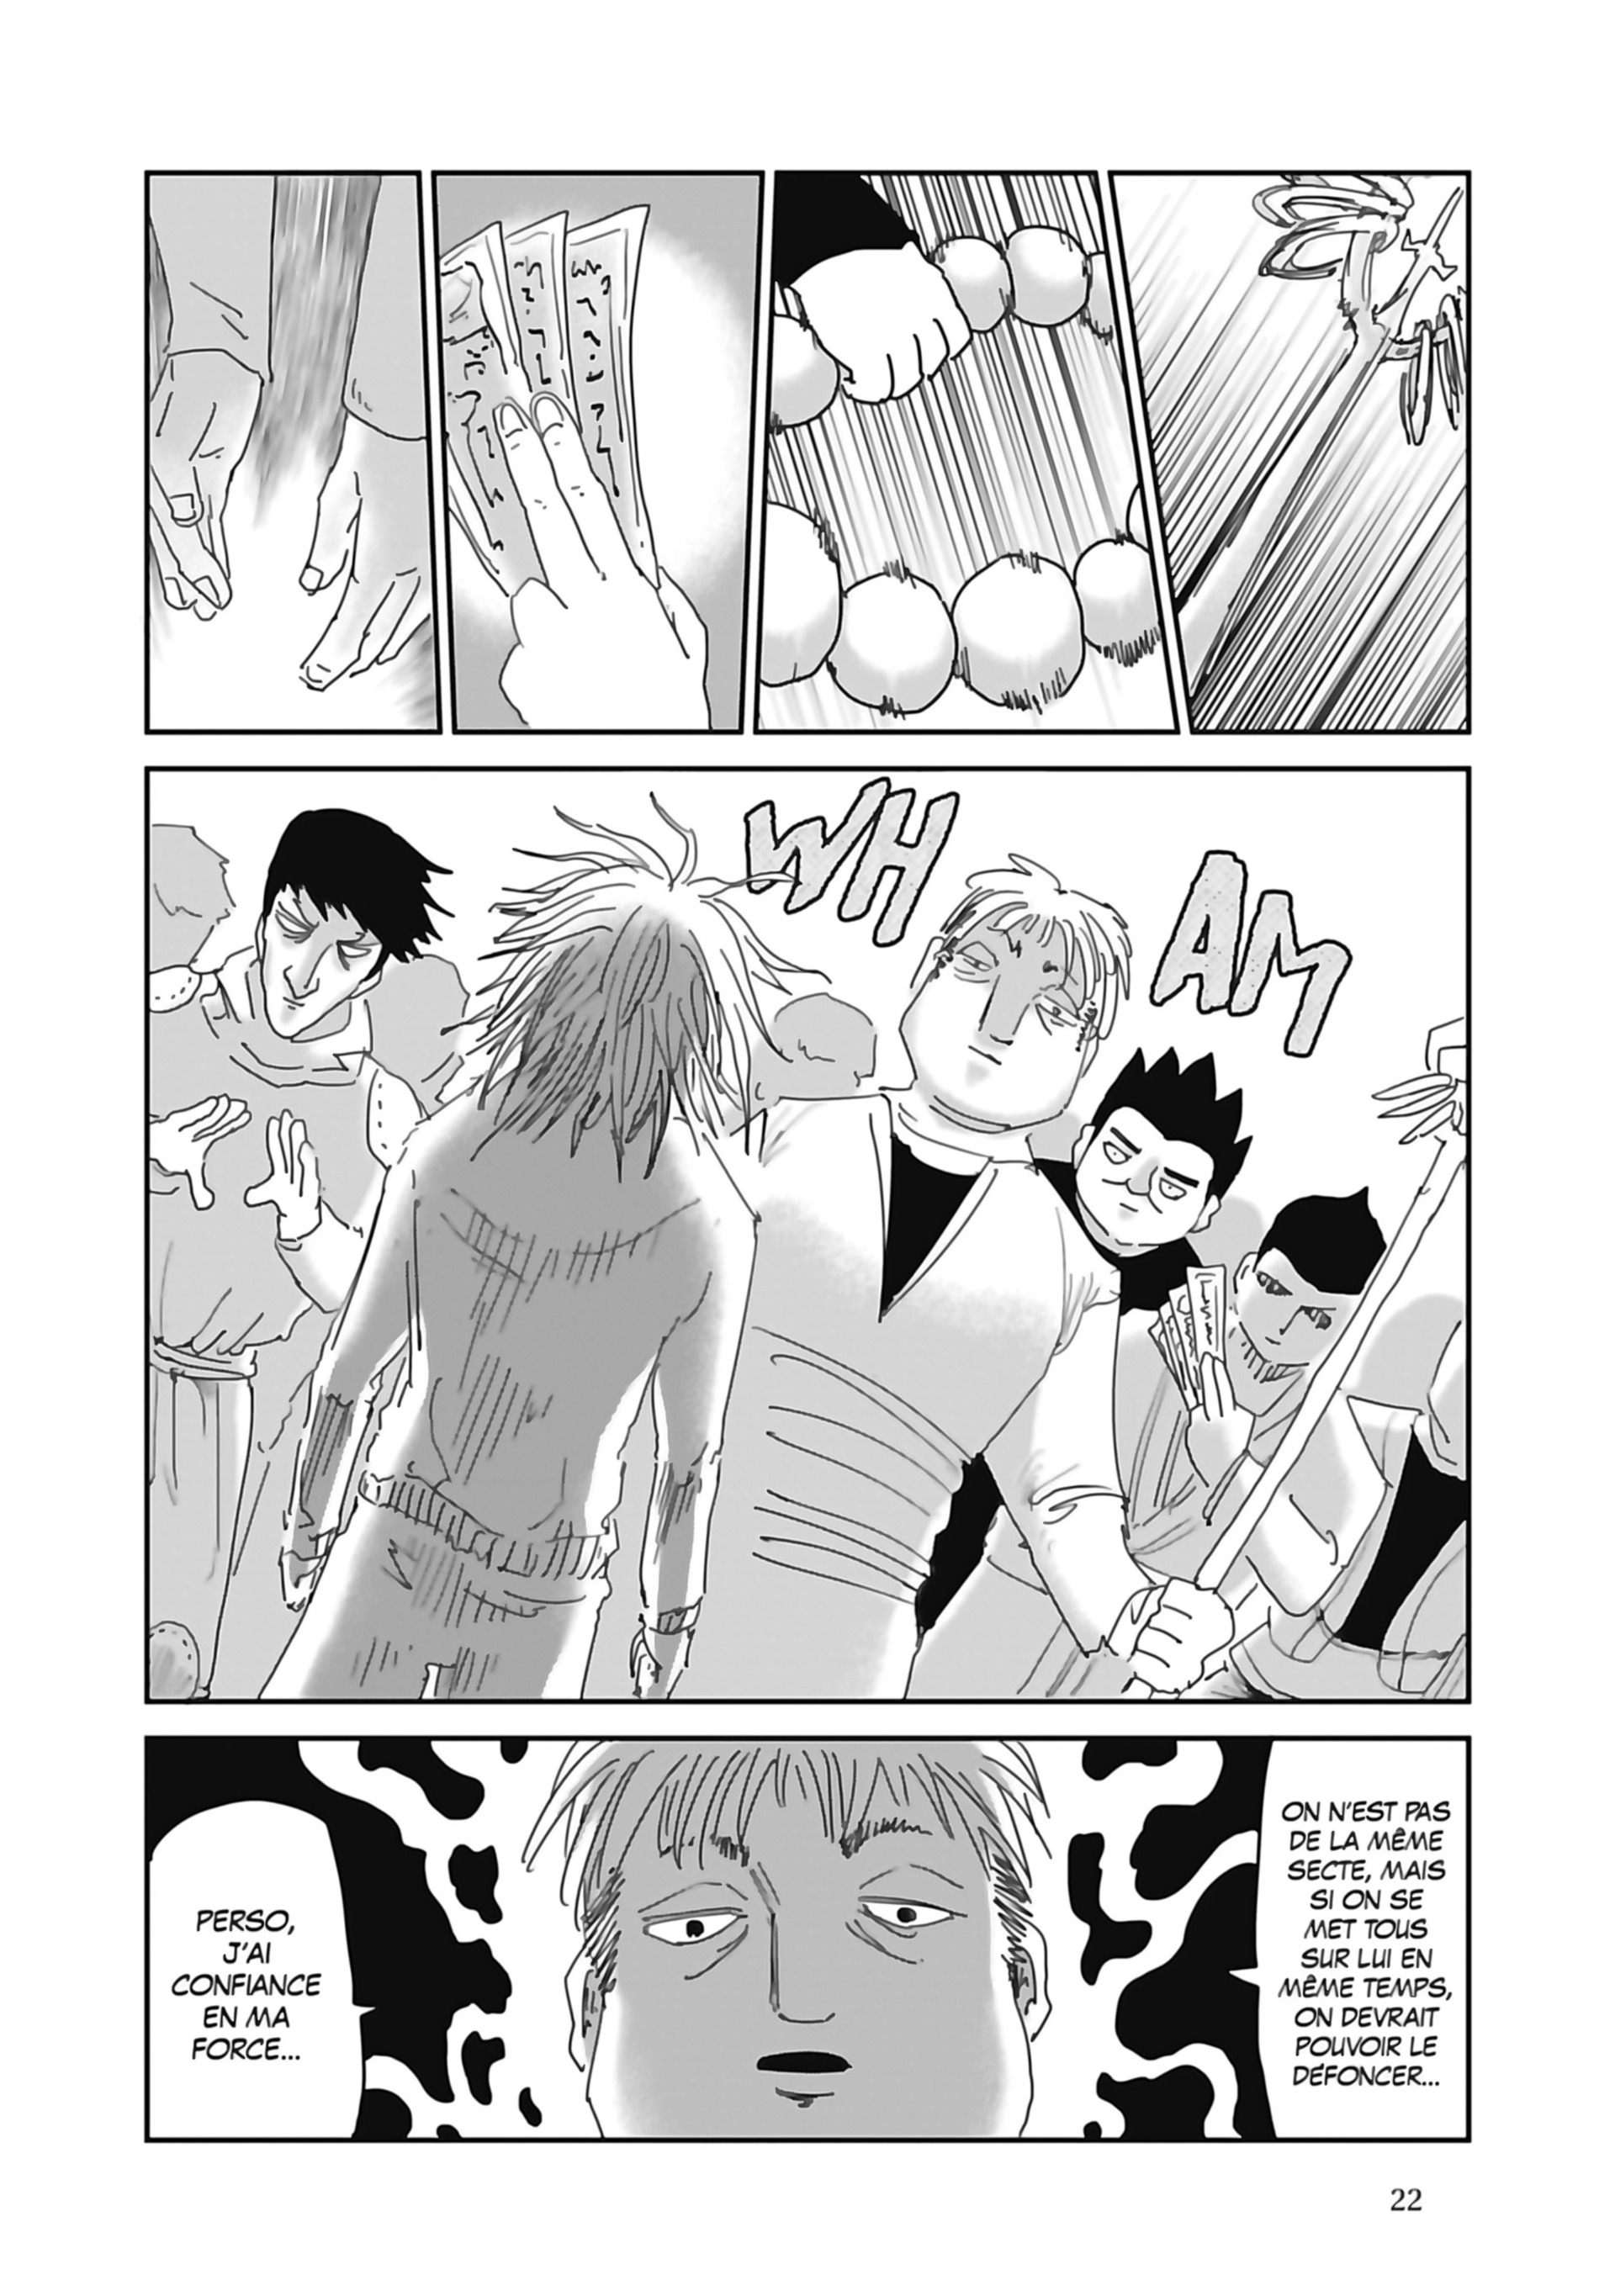 WH
AM
ON N'EST PAS
DE LA MÊME
SECTE, MAIS
SI ON SE
MET TOUS
SUR LUI EN
MÊME TEMPS,
ON DEVRAIT
POUVOIR LE
DÉFONCER...
PERSO,
J'AI
CONFIANCE
EN MA
FORCE...
22